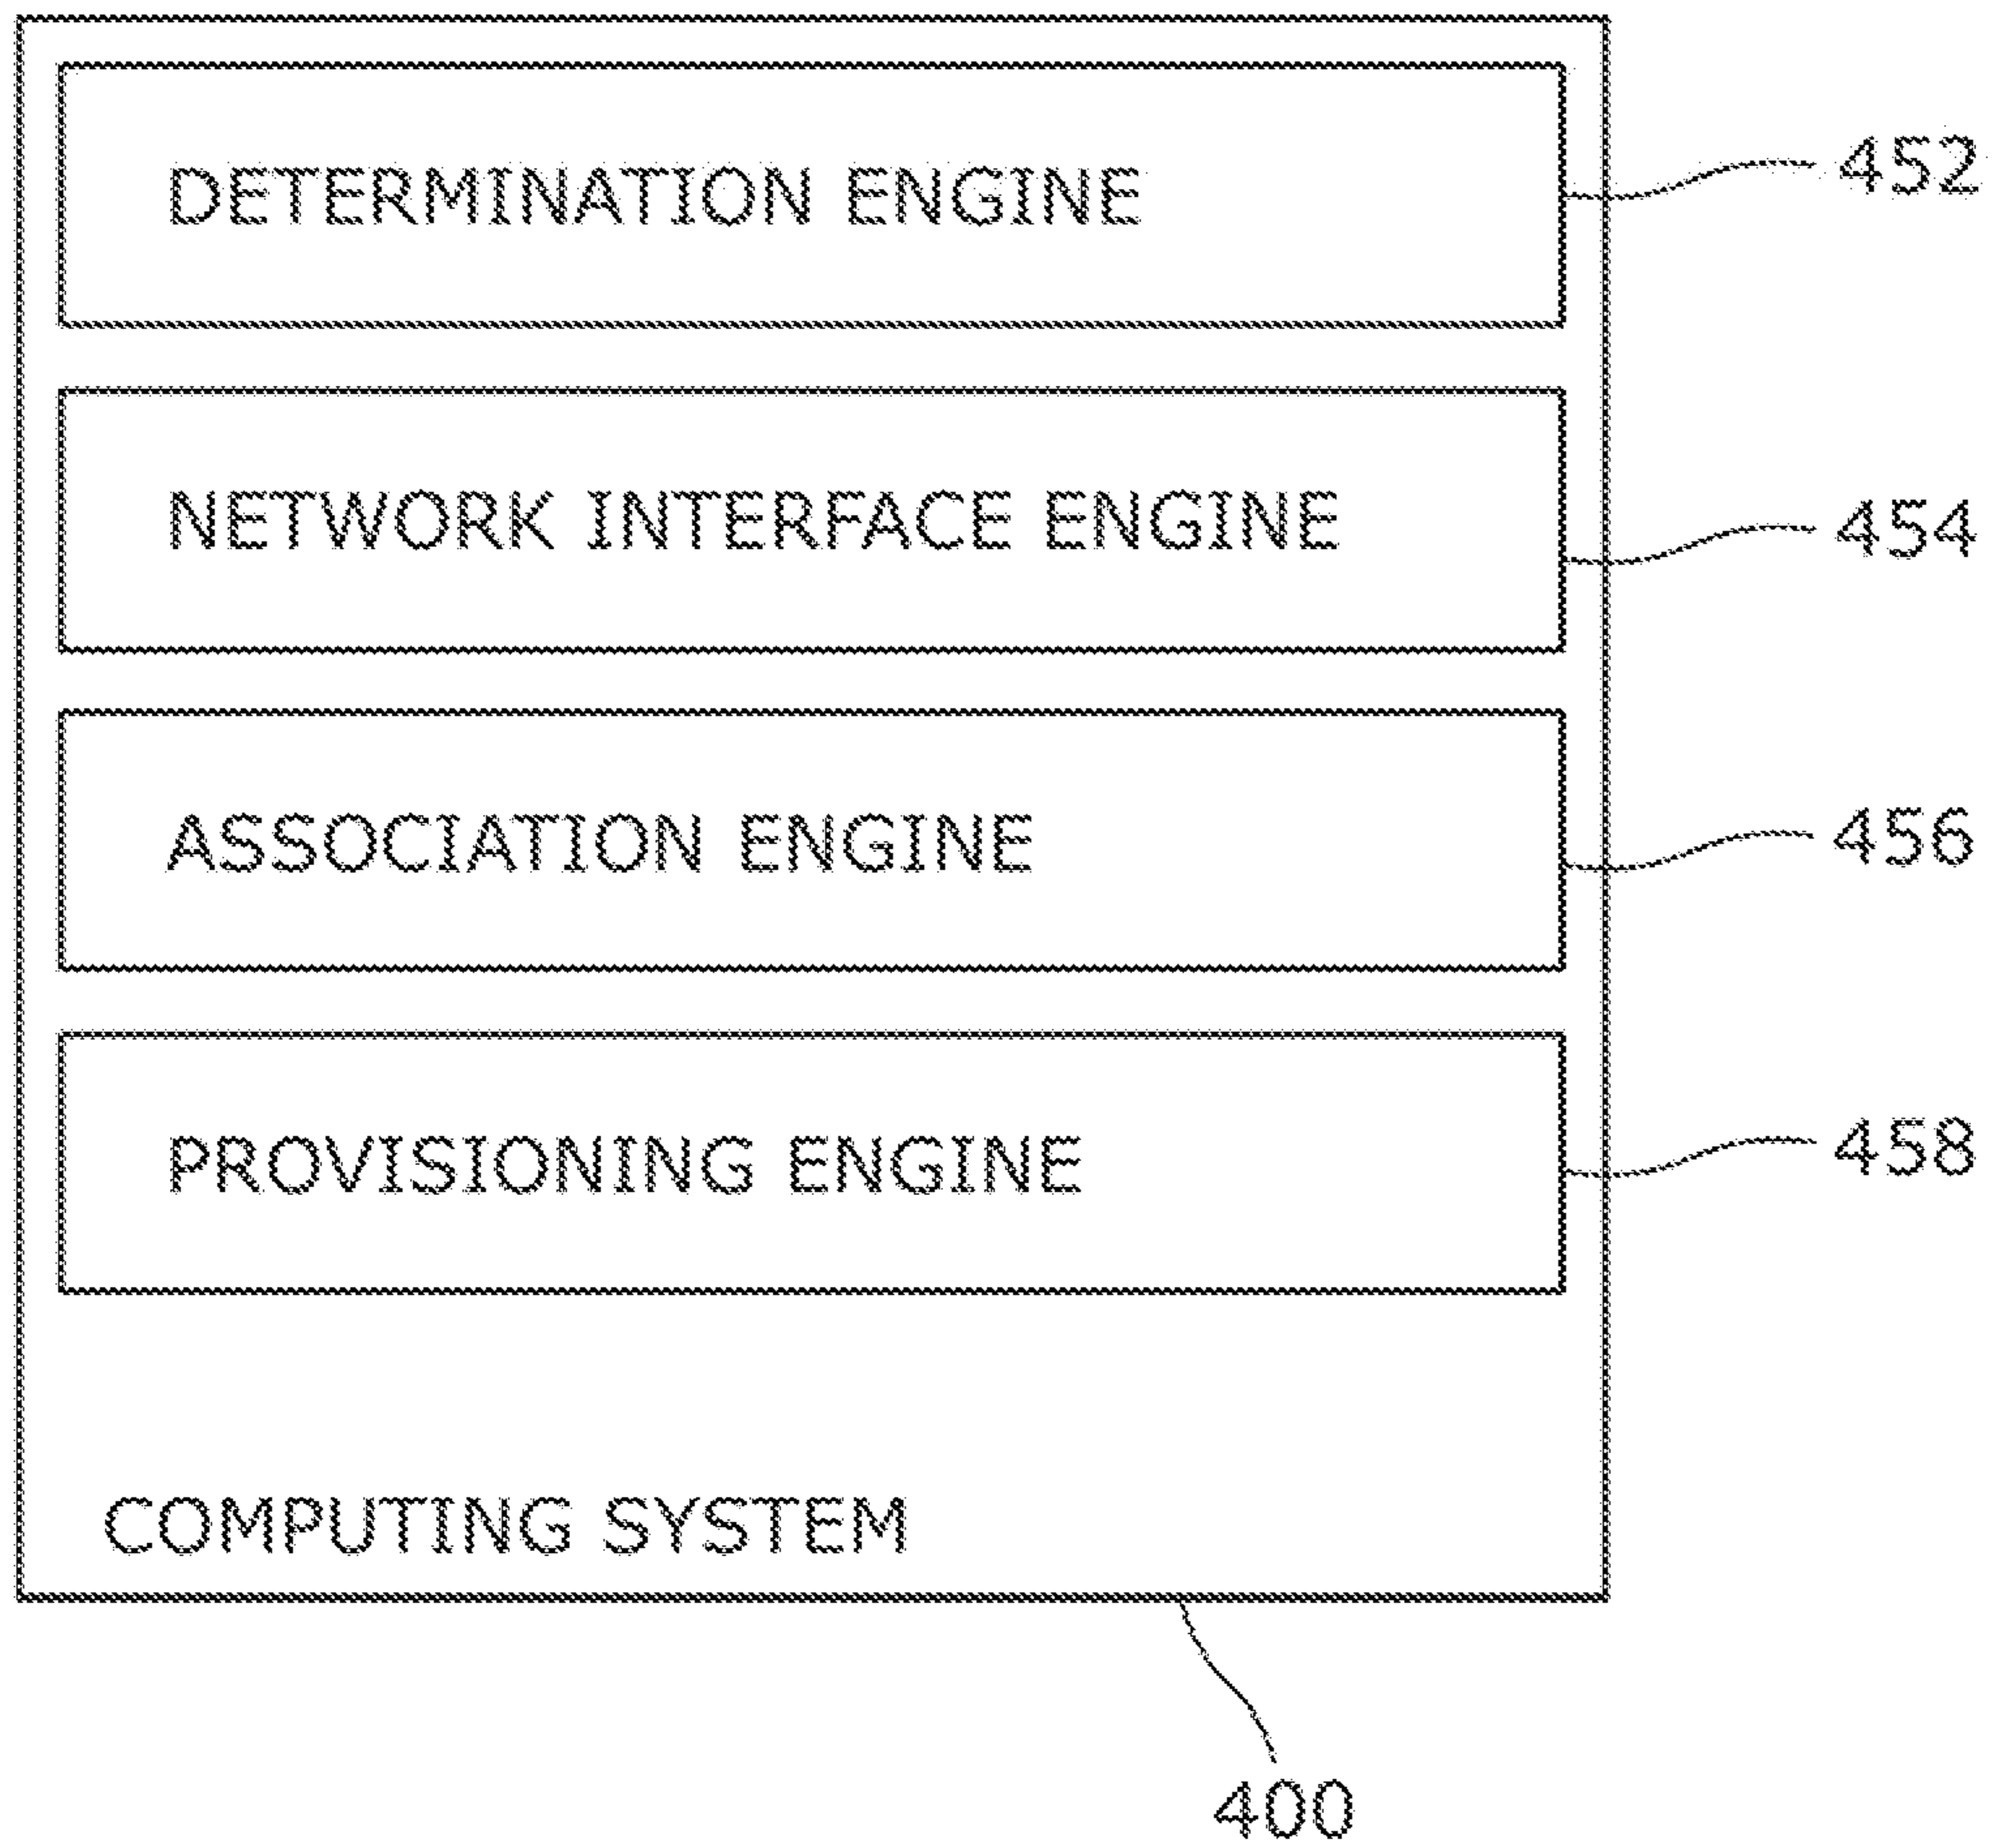 DETERMINATION ENGINE
452
NETWORK INTERFACE ENGINE
454
ASSOCIATION ENGINE
456
PROVISIONING ENGINE
458
COMPUTING SYSTEM
400